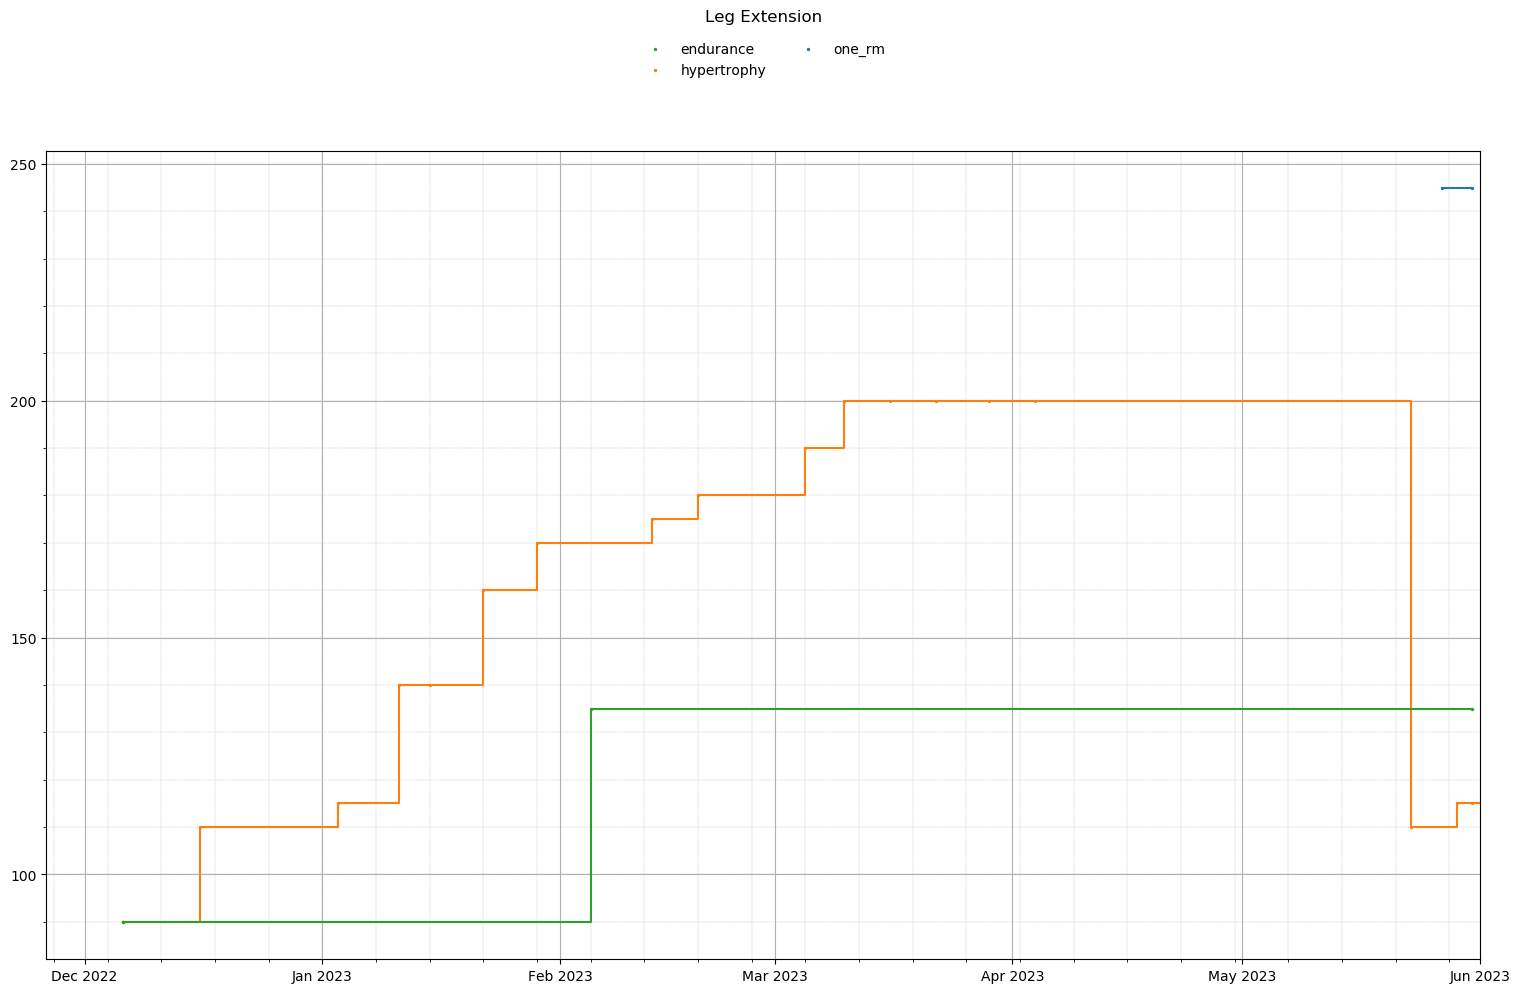 Leg Extension
endurance one_rm
hypertrophy
250
200
150
100
Dec 2022 Jan 2023 Feb 2023 Mar 2023 Apr 2023 May 2023 Jun 2023